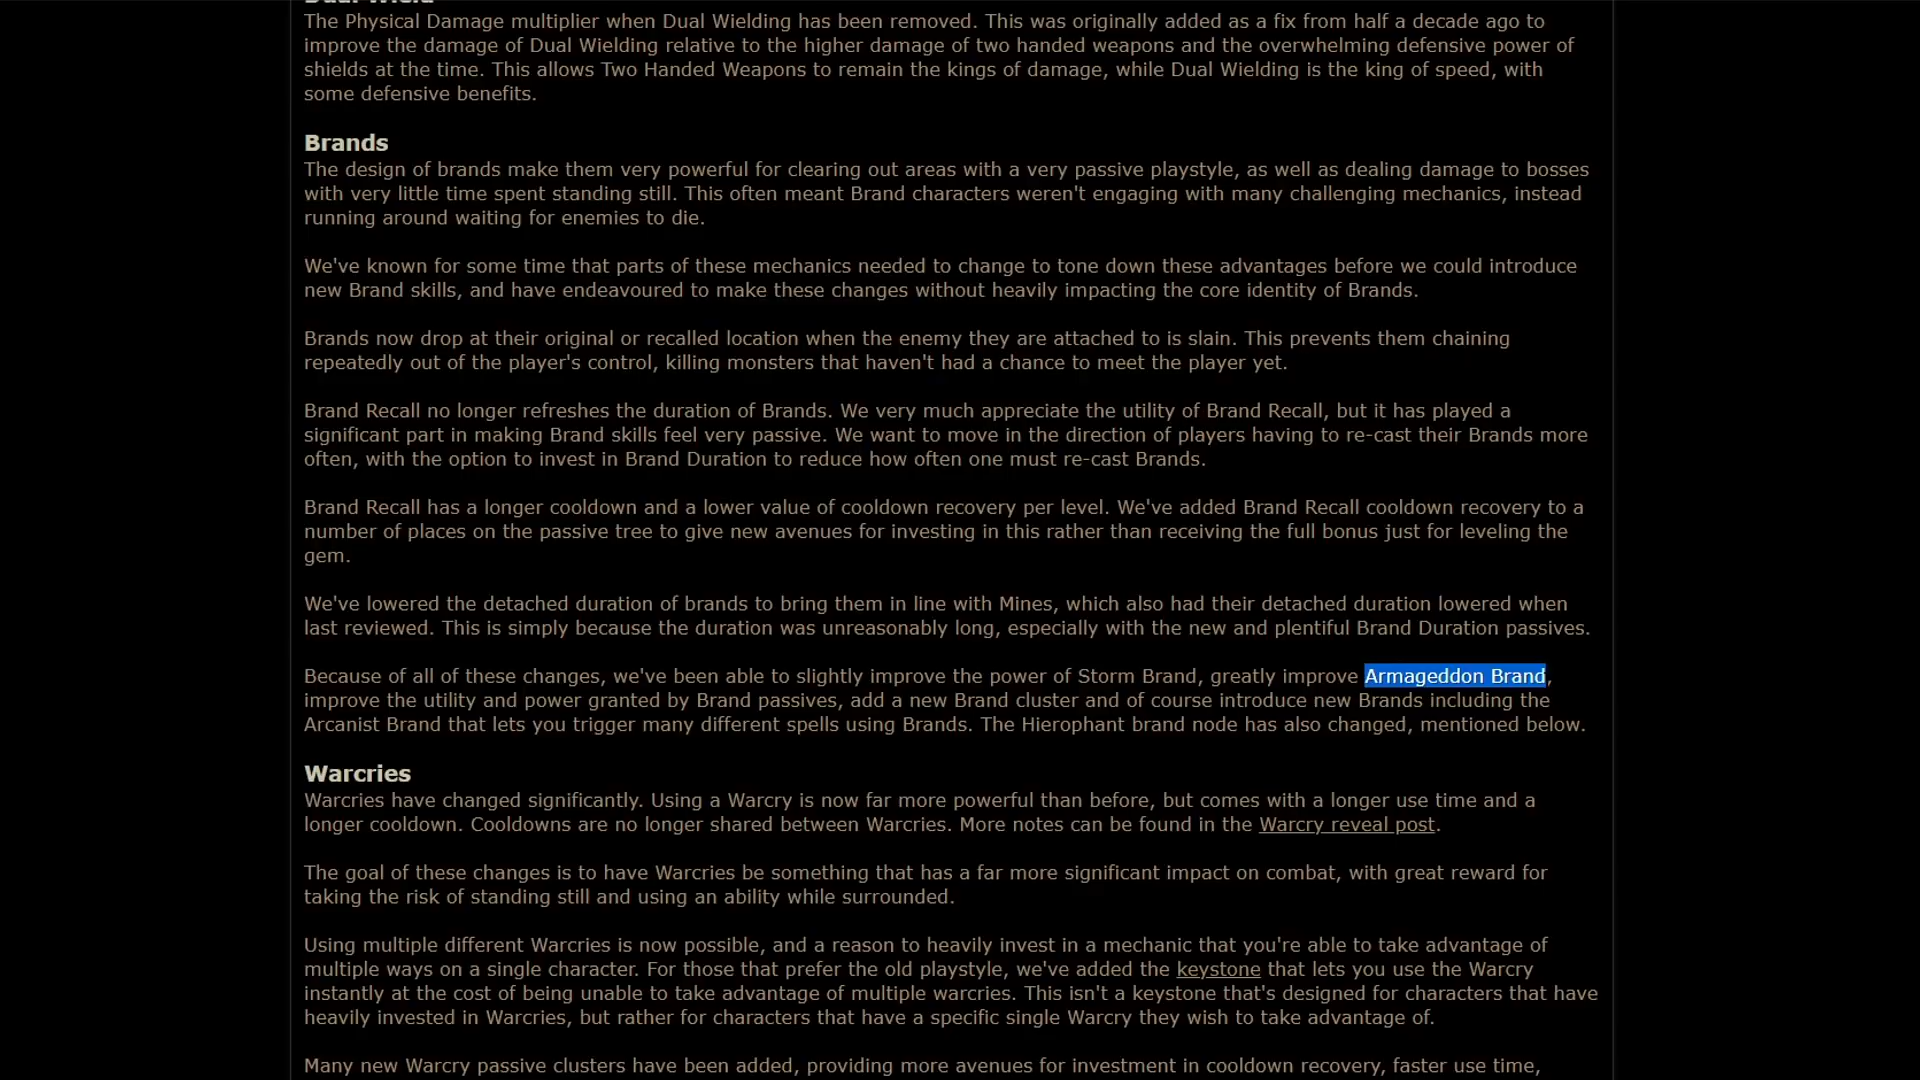 Dual Wield
The Physical Damage multiplier when Dual Wielding has been removed. This was originally added as a fix from half a decade ago to
improve the damage of Dual Wielding relative to the higher damage of two handed weapons and the overwhelming defensive power of
shields at the time. This allows Two Handed Weapons to remain the kings of damage, while Dual Wielding is the king of speed, with
some defensive benefits.
Brands
The design of brands make them very powerful for clearing out areas with a very passive playstyle, as well as dealing damage to bosses
with very little time spent standing still. This often meant Brand characters weren't engaging with many challenging mechanics, instead
running around waiting for enemies to die.
We've known for some time that parts of these mechanics needed to change to tone down these advantages before we could introduce
new Brand skills, and have endeavoured to make these changes without heavily impacting the core identity of Brands.
Brands now drop at their original or recalled location when the enemy they are attached to is slain. This prevents them chaining
repeatedly out of the player's control, killing monsters that haven't had a chance to meet the player yet.
Brand Recall no longer refreshes the duration of Brands. We very much appreciate the utility of Brand Recall, but it has played a
significant part in making Brand skills feel very passive. We want to move in the direction of players having to re-cast their Brands more
often, with the option to invest in Brand Duration to reduce how often one must re-cast Brands.
Brand Recall has a longer cooldown and a lower value of cooldown recovery per level. We've added Brand Recall cooldown recovery to a
number of places on the passive tree to give new avenues for investing in this rather than receiving the full bonus just for leveling the
gem.
We've lowered the detached duration of brands to bring them in line with Mines, which also had their detached duration lowered when
last reviewed. This is simply because the duration was unreasonably long, especially with the new and plentiful Brand Duration passives.
Because of all of these changes, we've been able to slightly improve the power of Storm Brand, greatly improve Armageddon Brand,
improve the utility and power granted by Brand passives, add a new Brand cluster and of course introduce new Brands including the
Arcanist Brand that lets you trigger many different spells using Brands. The Hierophant brand node has also changed, mentioned below.
Warcries
Warcries have changed significantly. Using a Warcry is now far more powerful than before, but comes with a longer use time and a
longer cooldown. Cooldowns are no longer shared between Warcries. More notes can be found in the Warcry reveal post.
The goal of these changes is to have Warcries be something that has a far more significant impact on combat, with great reward for
taking the risk of standing still and using an ability while surrounded.
Using multiple different Warcries is now possible, and a reason to heavily invest in a mechanic that you're able to take advantage of
multiple ways on a single character. For those that prefer the old playstyle, we've added the keystone that lets you use the Warcry
instantly at the cost of being unable to take advantage of multiple warcries. This isn't a keystone that's designed for characters that have
heavily invested in Warcries, but rather for characters that have a specific single Warcry they wish to take advantage of.
Many new Warcry passive clusters have been added, providing more avenues for investment in cooldown recovery, faster use time,